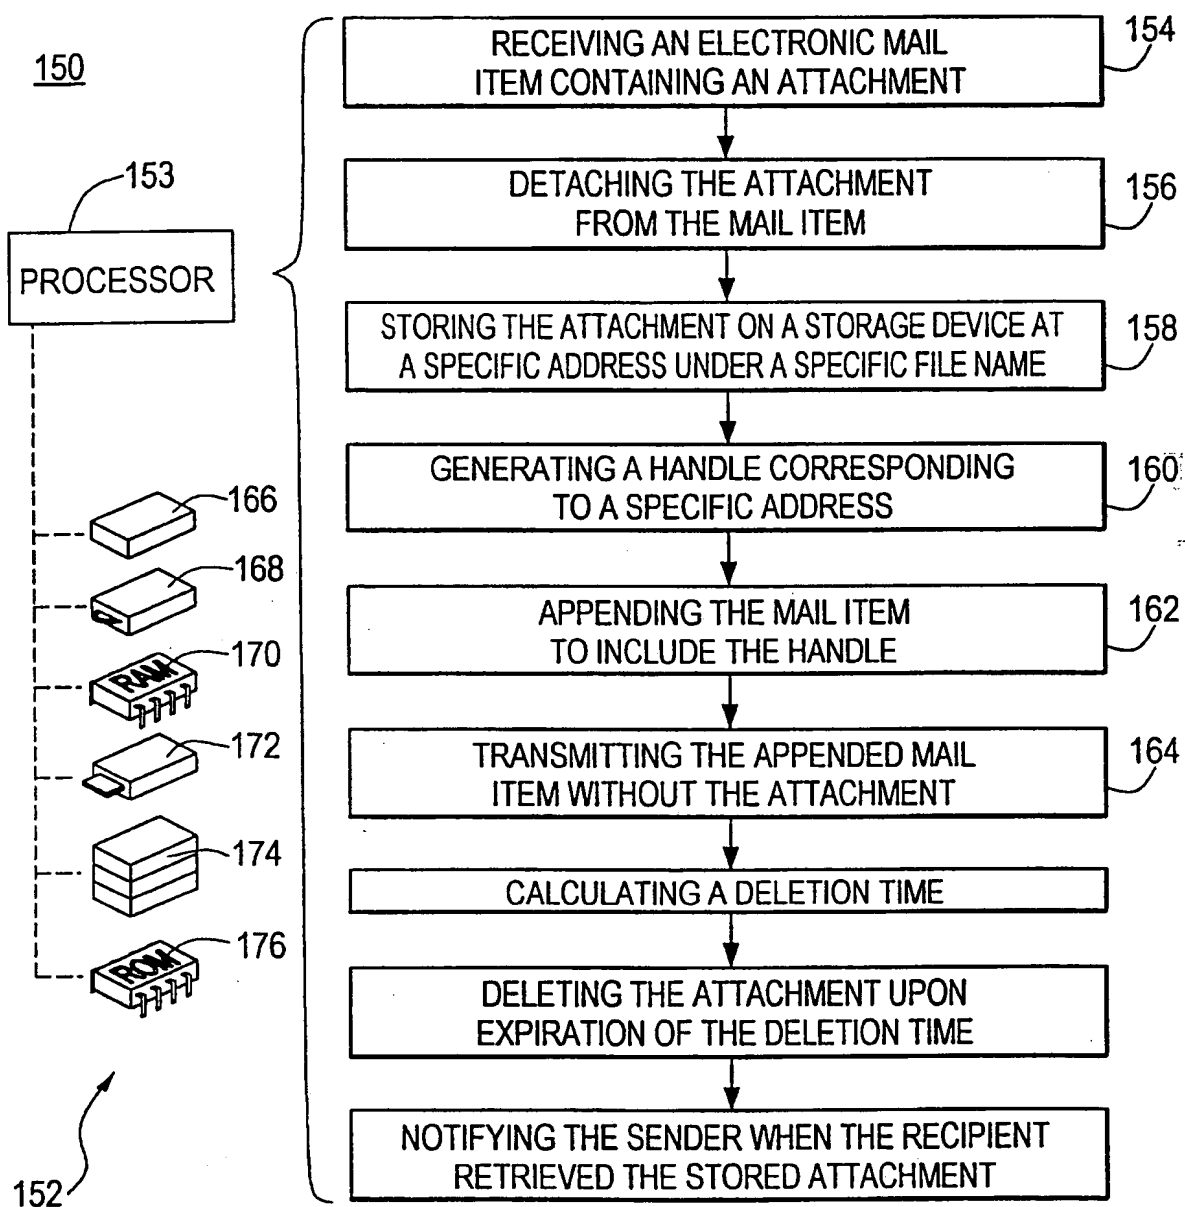 150
153
PROCESSOR
166
168
RAM
170
172
174
ROM
176
152
RECEIVING AN ELECTRONIC MAIL
ITEM CONTAINING AN ATTACHMENT
154
DETACHING THE ATTACHMENT
FROM THE MAIL ITEM
156
STORING THE ATTACHMENT ON A STORAGE DEVICE AT
A SPECIFIC ADDRESS UNDER A SPECIFIC FILE NAME
158
GENERATING A HANDLE CORRESPONDING
TO A SPECIFIC ADDRESS
160
APPENDING THE MAIL ITEM
TO INCLUDE THE HANDLE
162
TRANSMITTING THE APPENDED MAIL
ITEM WITHOUT THE ATTACHMENT
164
CALCULATING A DELETION TIME
DELETING THE ATTACHMENT UPON
EXPIRATION OF THE DELETION TIME
NOTIFYING THE SENDER WHEN THE RECIPIENT
RETRIEVED THE STORED ATTACHMENT